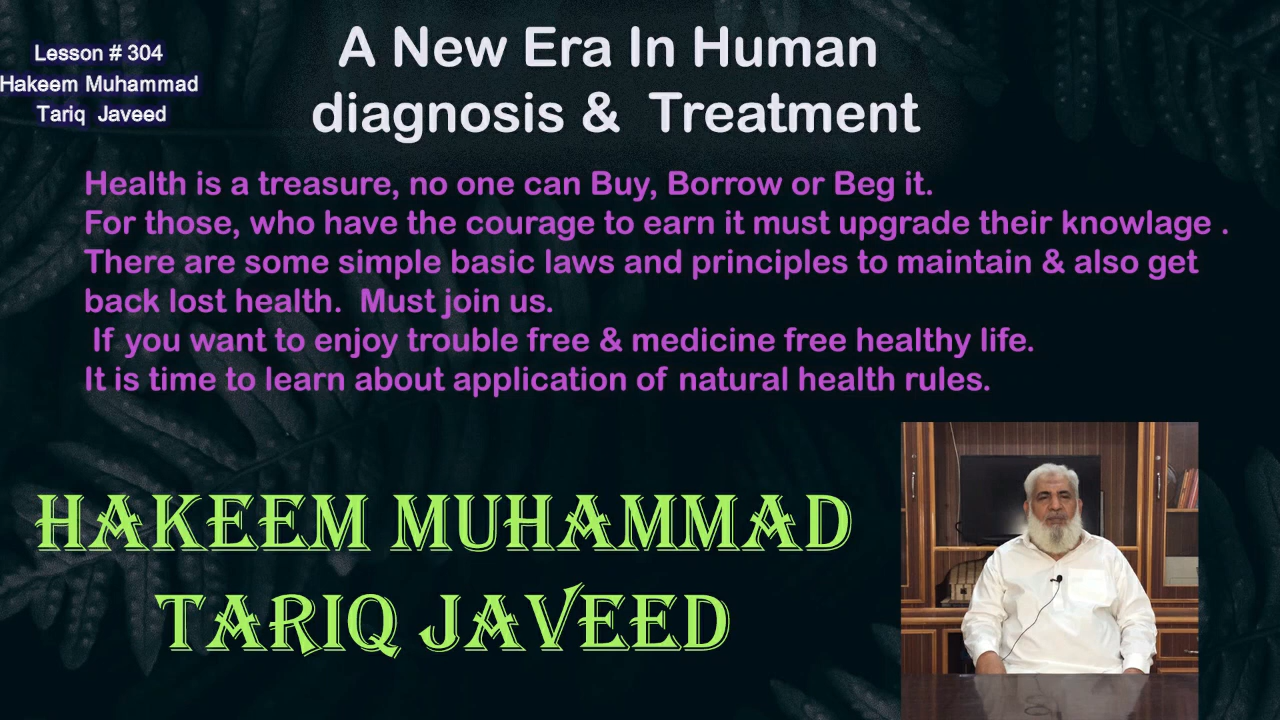 Lesson # 304
Hakeem Muhammad
Tariq Javeed
A New Era In Human
diagnosis & Treatment
Health is a treasure, no one can Buy, Borrow or Beg it.
For those, who have the courage to earn it must upgrade their knowlage .
There are some simple basic laws and principles to maintain & also get
back lost health. Must join us.
If you want to enjoy trouble free & medicine free healthy life.
It is time to learn about application of natural health rules.
HAKEEM MUHAMMAD
TARIQ JAVEED